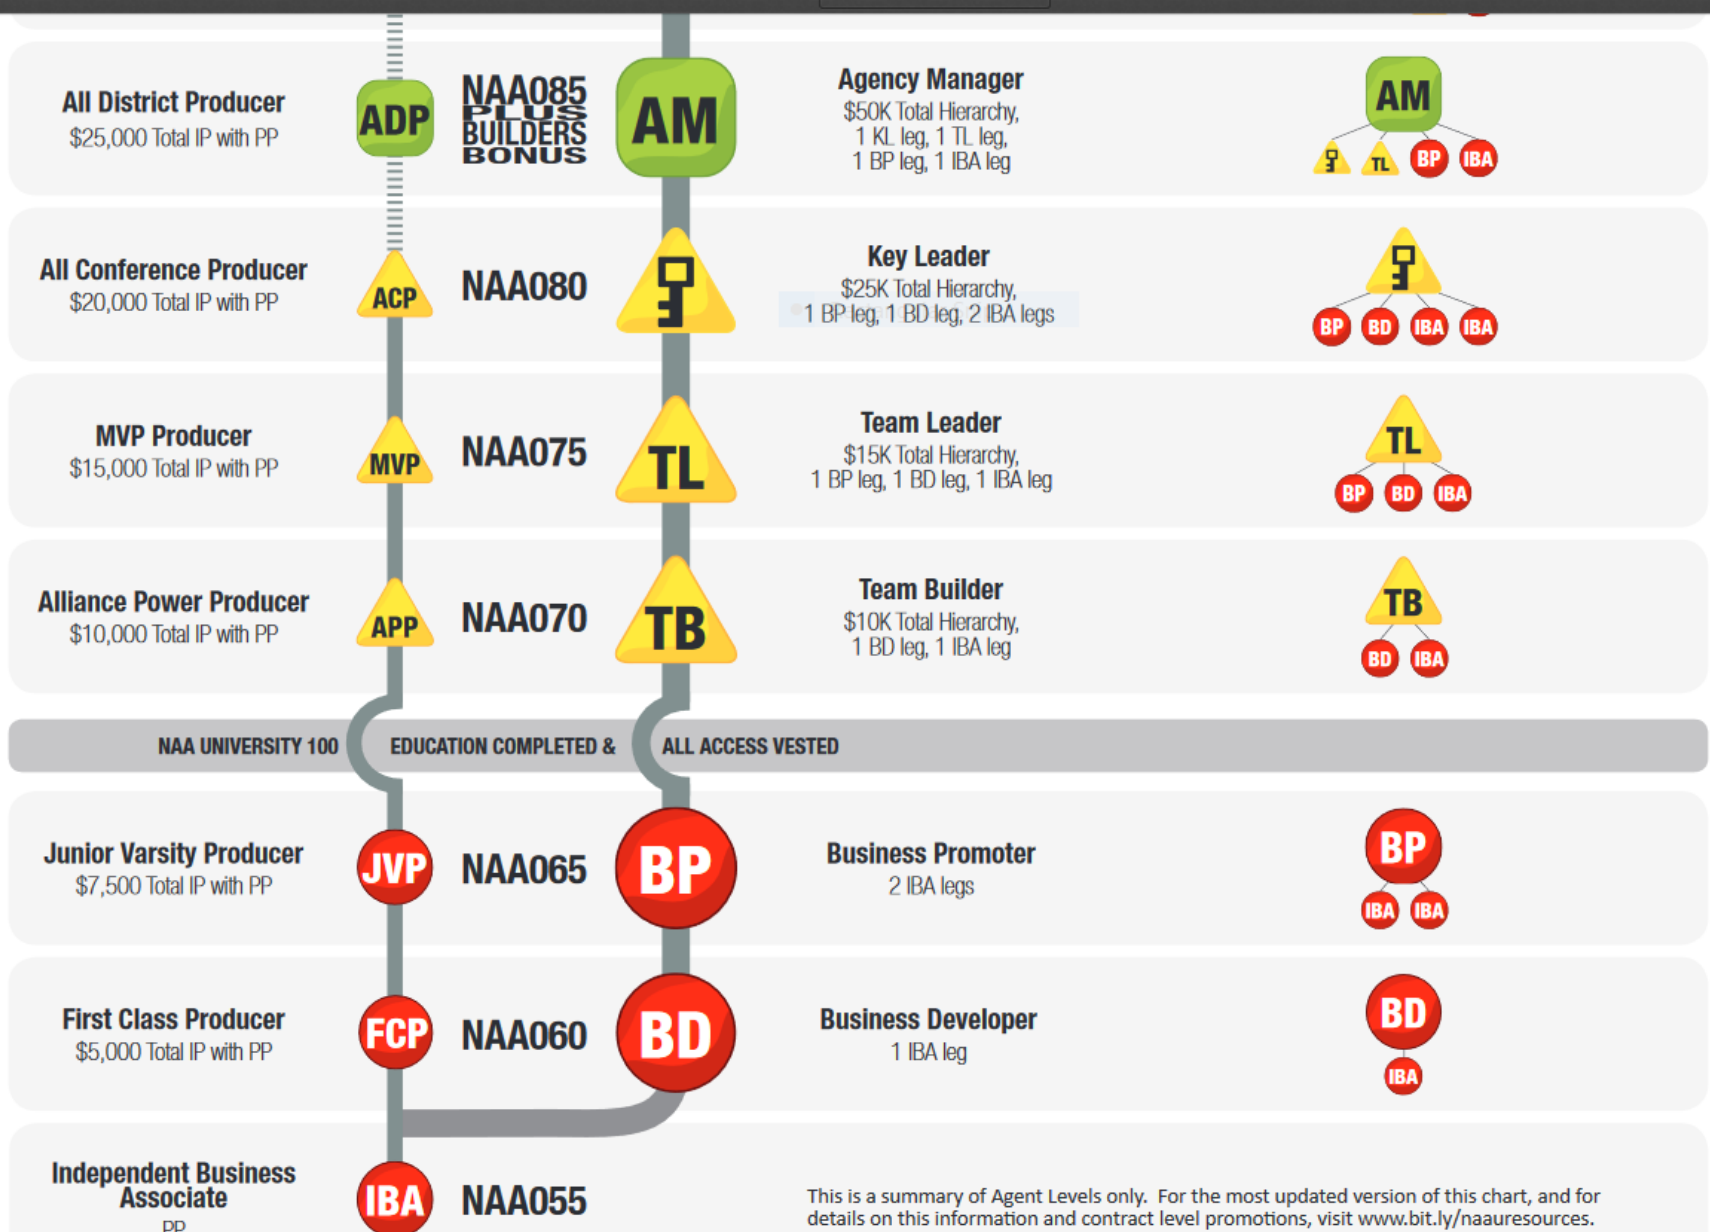 All District Producer
$25,000 Total IP with PP
ADP
NAA085
PLUS
BUILDERS
BONUS
AM
Agency Manager
$50K Total Hierarchy,
1 KL leg, 1 TL leg,
1 BP leg, 1 IBA leg
AM
TL BP IBA
All Conference Producer
$20,000 Total IP with PP
ACP
NAA080
Key Leader
$25K Total Hierarchy,
1 BP leg, 1 BD leg, 2 IBA legs
BP BD IBA IBA
MVP Producer
$15,000 Total IP with PP
MVP
NAA075
TL
Team Leader
$15K Total Hierarchy,
1 BP leg, 1 BD leg, 1 IBA leg
TL
BP BD IBA
Alliance Power Producer
$10,000 Total IP with PP
APP
NAA070
TB
Team Builder
$10K Total Hierarchy,
1 BD leg, 1 IBA leg
TB
BD IBA
NAA UNIVERSITY 100 EDUCATION COMPLETED & ALL ACCESS VESTED
Junior Varsity Producer
$7,500 Total IP with PP
JVP
NAA065
BP
Business Promoter
2 IBA legs
BP
IBA IBA
First Class Producer
$5,000 Total IP with PP
FCP
NAA060
BD
Business Developer
1 IBA leg
BD
IBA
Independent Business
Associate
PP
IBA
NAA055
This is a summary of Agent Levels only. For the most updated version of this chart, and for
details on this information and contract level promotions, visit www.bit.ly/naauresources.